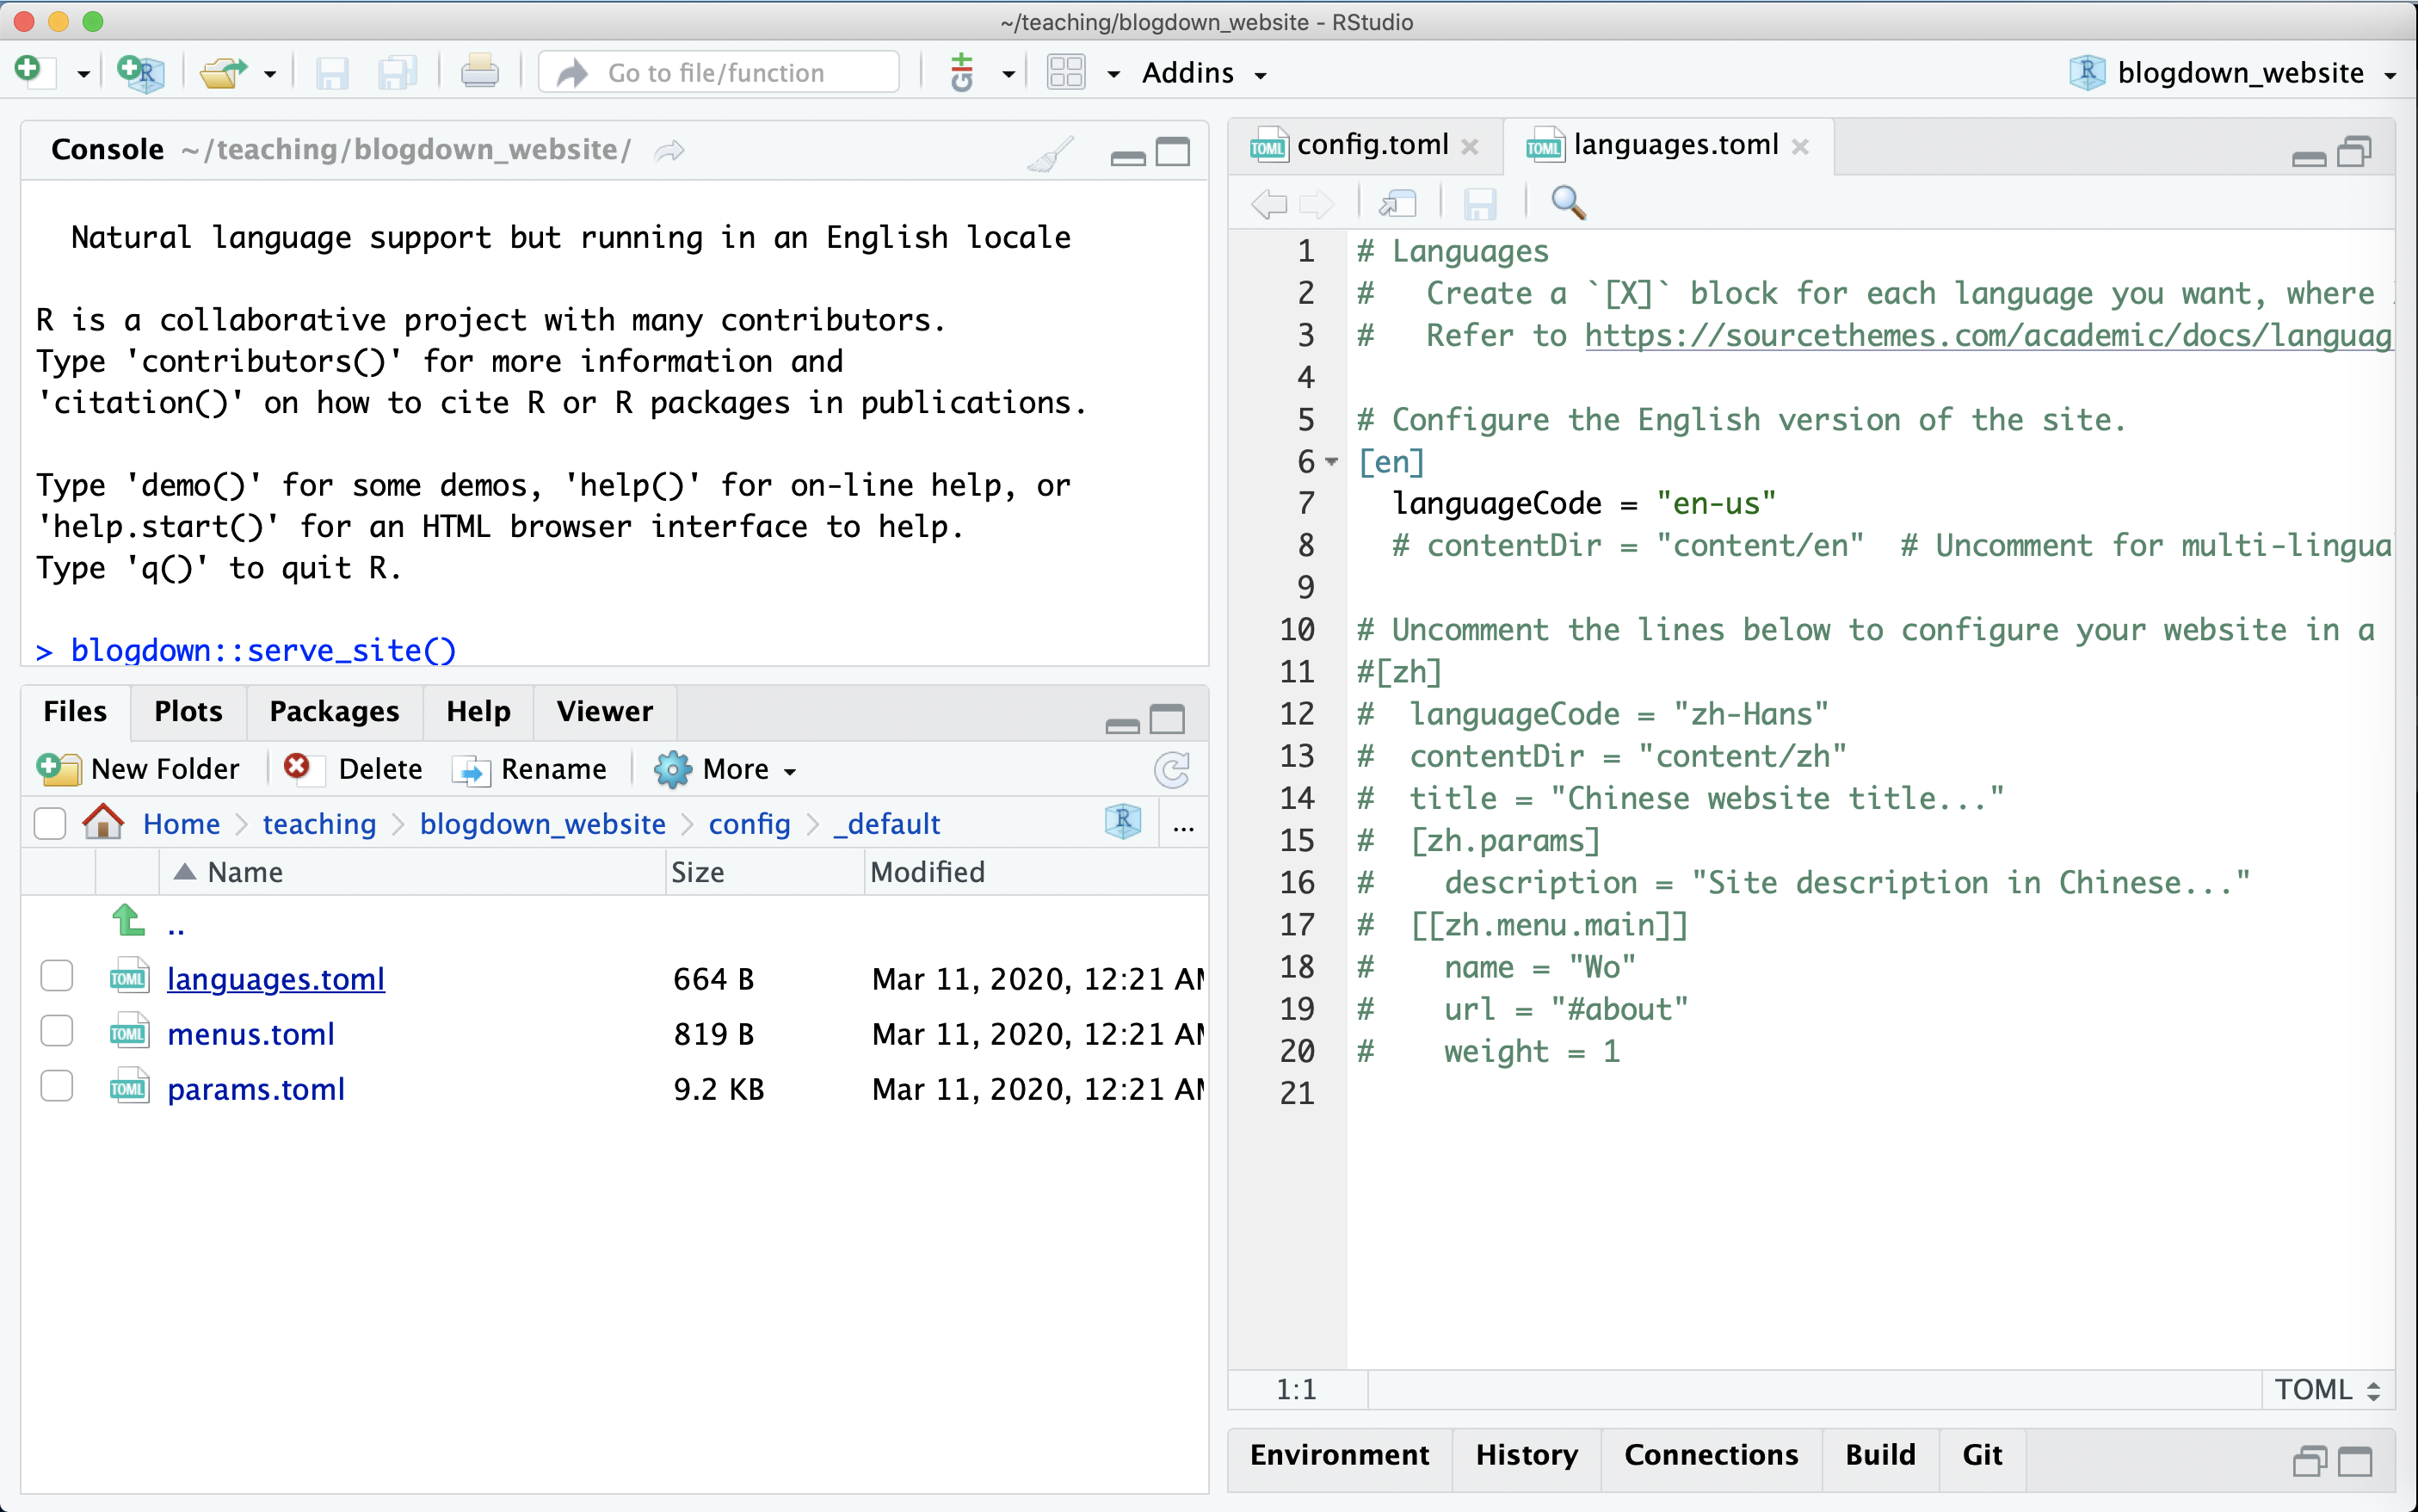 ~/teaching/blogdown_website - RStudio
Go to file/function
Addins
blogdown_website
Console ~/teaching/blogdown_website/
Natural language support but running in an English locale
R is a collaborative project with many contributors.
Type 'contributors()' for more information and
'citation()' on how to cite R or R packages in publications.
Type 'demo()' for some demos, 'help()' for on-line help, or
'help.start()' for an HTML browser interface to help.
Type 'q()' to quit R.
> blogdown::serve_site()
Files Plots Packages Help Viewer
New Folder Delete Rename More
Home teaching blogdown_website config _default ...
Name Size Modified
..
TOML languages.toml 664 B Mar 11, 2020, 12:21 AM
TOML menus.toml 819 B Mar 11, 2020, 12:21 AM
TOML params.toml 9.2 KB Mar 11, 2020, 12:21 AM
TOML config.toml TOML languages.toml
1 # Languages
2 #   Create a `[X]` block for each language you want, where
3 #   Refer to https://sourcethemes.com/academic/docs/languag
4
5 # Configure the English version of the site.
6 [en]
7   languageCode = "en-us"
8   # contentDir = "content/en"  # Uncomment for multi-lingua
9
10 # Uncomment the lines below to configure your website in a
11 #[zh]
12 #  languageCode = "zh-Hans"
13 #  contentDir = "content/zh"
14 #  title = "Chinese website title..."
15 #  [zh.params]
16 #    description = "Site description in Chinese..."
17 #  [[zh.menu.main]]
18 #    name = "Wo"
19 #    url = "#about"
20 #    weight = 1
21
1:1 TOML
Environment History Connections Build Git